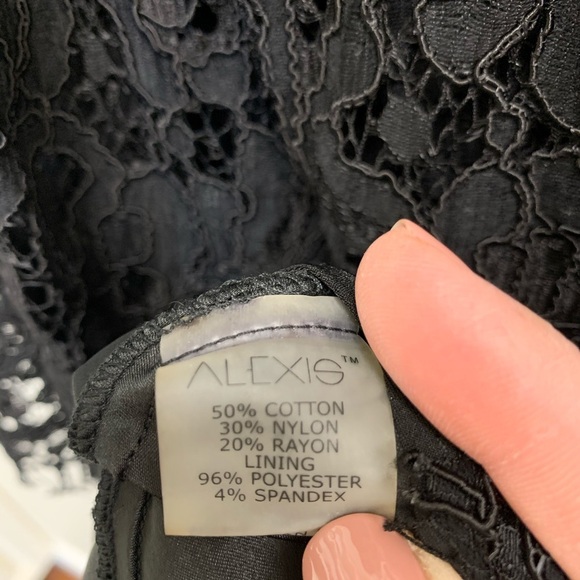 ALEXIS™
50% COTTON
30% NYLON
20% RAYON
LINING
96% POLYESTER
4% SPANDEX